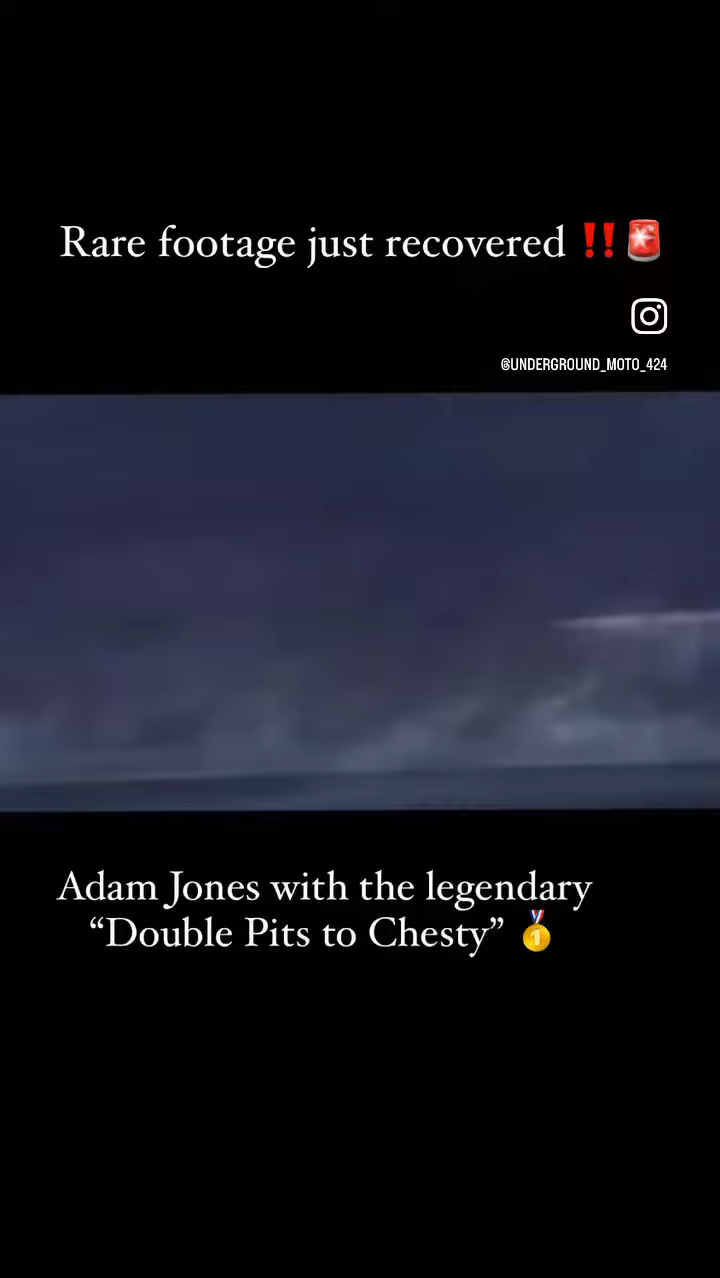 Rare footage just recovered ‼️🚨
@UNDERGROUND_MOTO_424
Adam Jones with the legendary
“Double Pits to Chesty” 🥇